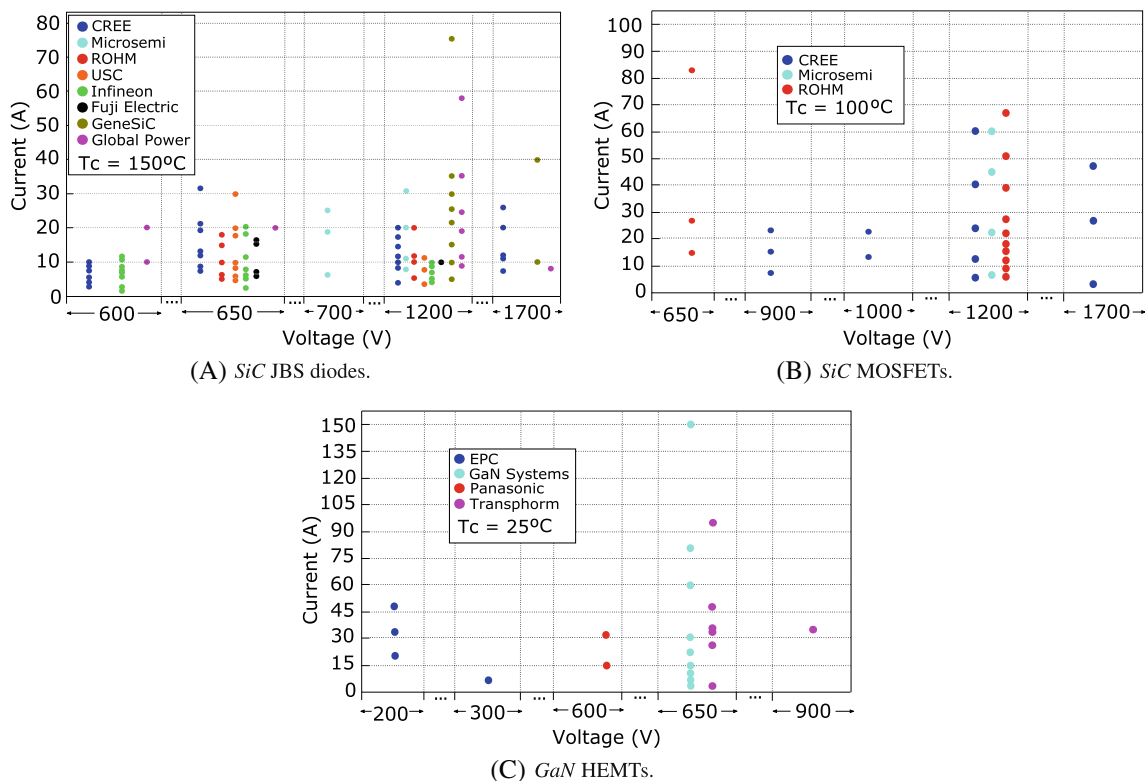 80
70
60
50
40
30
20
10
0
Current (A)
CREE
Microsemi
ROHM
USC
Infineon
Fuji Electric
GeneSiC
Global Power
Tc = 150ºC
... ... ... ...
600 650 700 1200 1700
Voltage (V)
(A) SiC JBS diodes.
100
90
80
70
60
50
40
30
20
10
0
Current (A)
CREE
Microsemi
ROHM
Tc = 100ºC
... ... ... ...
650 900 1000 1200 1700
Voltage (V)
(B) SiC MOSFETs.
150
135
120
105
90
75
60
45
30
15
0
Current (A)
EPC
GaN Systems
Panasonic
Transphorm
Tc = 25ºC
... ... ... ...
200 300 600 650 900
Voltage (V)
(C) GaN HEMTs.